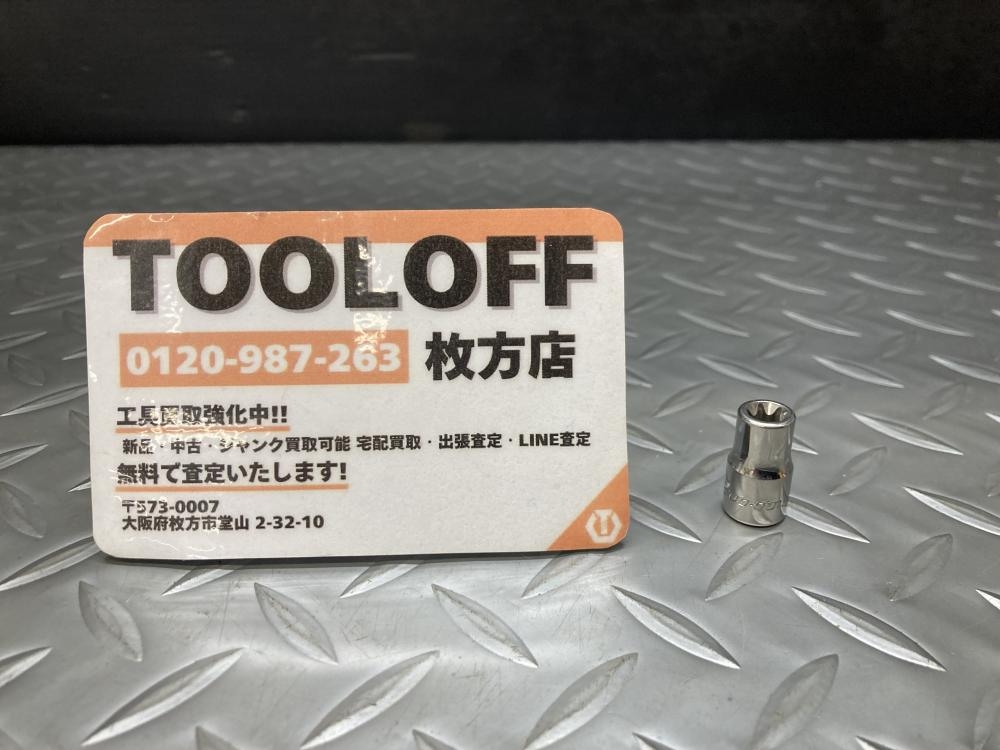 TOOLOFF
0120-987-263 枚方店
工具買取強化中!!
新品・中古・ジャンク買取可能 宅配買取・出張査定・LINE査定
無料で査定いたします!
〒573-0007
大阪府枚方市堂山 2-32-10
T